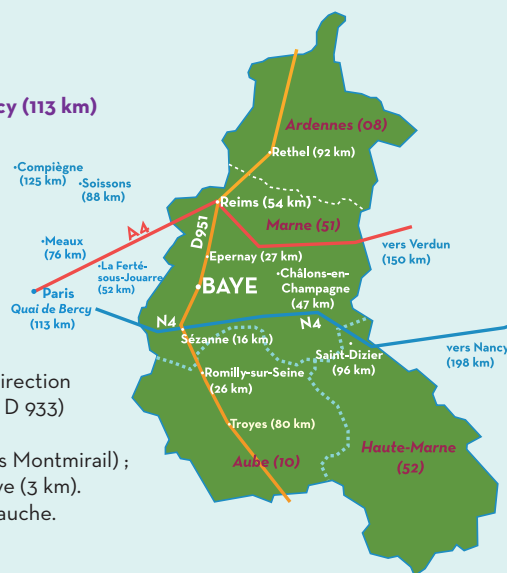 cy (113 km)
Ardennes (08)
•Rethel (92 km)
•Compiègne
(125 km)
•Soissons
(88 km)
•Reims (54 km)
A4
Marne (51)
D951
•Meaux
(76 km)
vers Verdun
(150 km)
•Epernay (27 km)
•La Ferté-
sous-Jouarre
(52 km)
•Châlons-en-
Champagne
(47 km)
•BAYE
Paris
Quai de Bercy
(113 km)
N4
N4
Sézanne (16 km)
Saint-Dizier
(96 km)
vers Nancy
(198 km)
•Romilly-sur-Seine
(26 km)
irection
D 933)
•Troyes (80 km)
s Montmirail) ;
Haute-Marne
(52)
Aube (10)
ye (3 km).
auche.